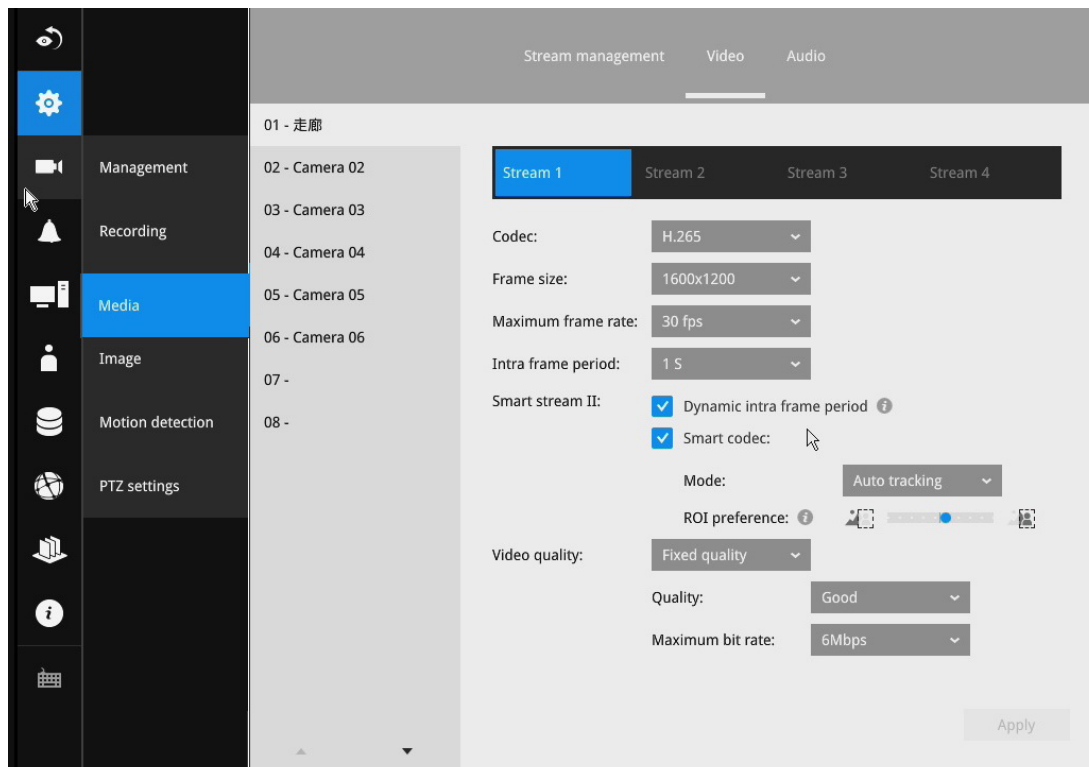 Stream management Video Audio
Management
Recording
Media
Image
Motion detection
PTZ settings
01 - 走廊
02 - Camera 02
03 - Camera 03
04 - Camera 04
05 - Camera 05
06 - Camera 06
07 -
08 -
Stream 1 Stream 2 Stream 3 Stream 4
Codec: H.265
Frame size: 1600x1200
Maximum frame rate: 30 fps
Intra frame period: 1 S
Smart stream II: Dynamic intra frame period i
Smart codec:
Mode: Auto tracking
ROI preference: i
Video quality: Fixed quality
Quality: Good
Maximum bit rate: 6Mbps
Apply
i